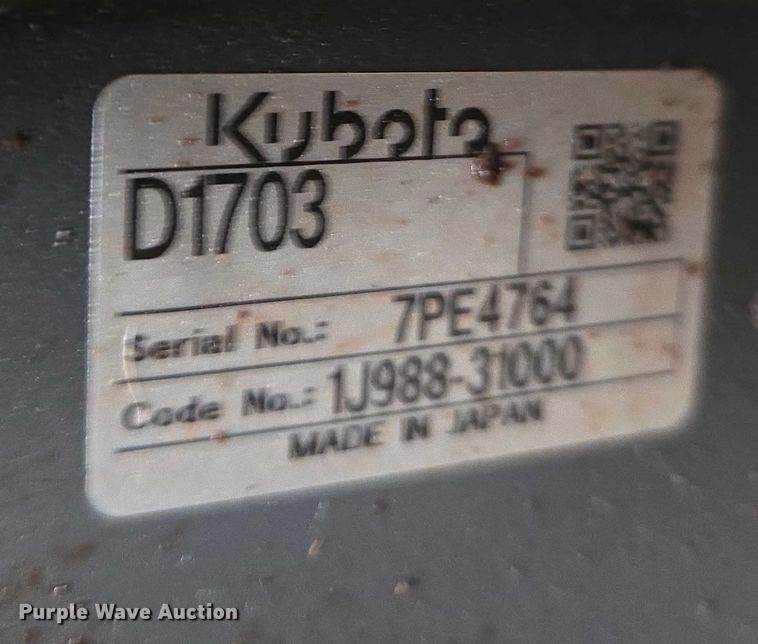 Kubota
D1703
Serial No.: 7PE4764
Code No.: 1J988-31000
MADE IN JAPAN
Purple Wave Auction